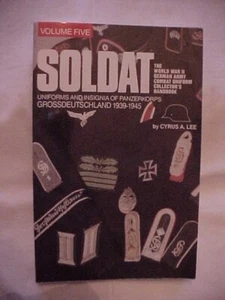 VOLUME FIVE
SOLDAT
THE
WORLD WAR II
GERMAN ARMY
COMBAT UNIFORM
COLLECTOR'S
HANDBOOK
UNIFORMS AND INSIGNIA OF PANZERKORPS
GROSSDEUTSCHLAND 1939-1945
by CYRUS A. LEE